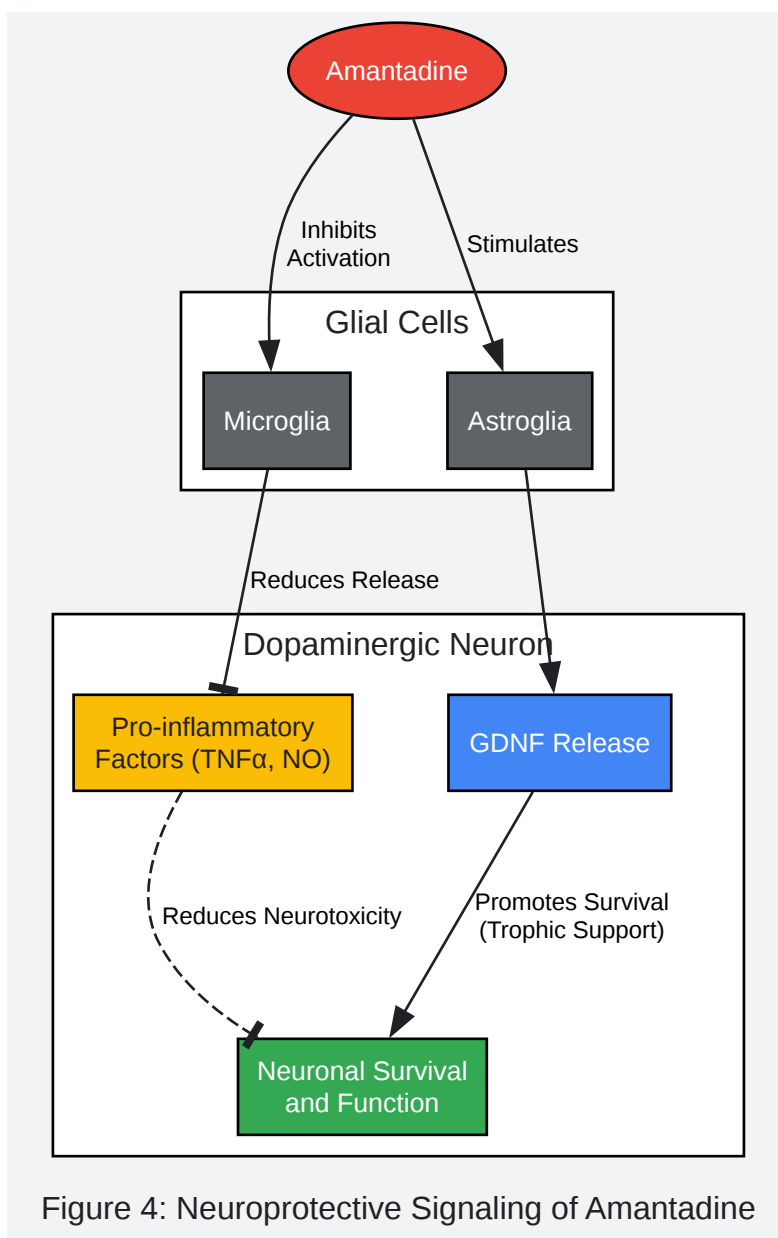 Amantadine
Inhibits
Activation
Stimulates
Glial Cells
Microglia
Astroglia
Reduces Release
Dopaminergic Neuron
Pro-inflammatory
Factors (TNFα, NO)
GDNF Release
Reduces Neurotoxicity
Promotes Survival
(Trophic Support)
Neuronal Survival
and Function
Figure 4: Neuroprotective Signaling of Amantadine